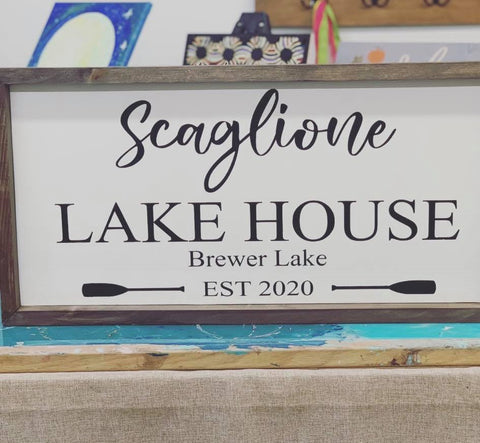 Scaglione
LAKE HOUSE
Brewer Lake
EST 2020